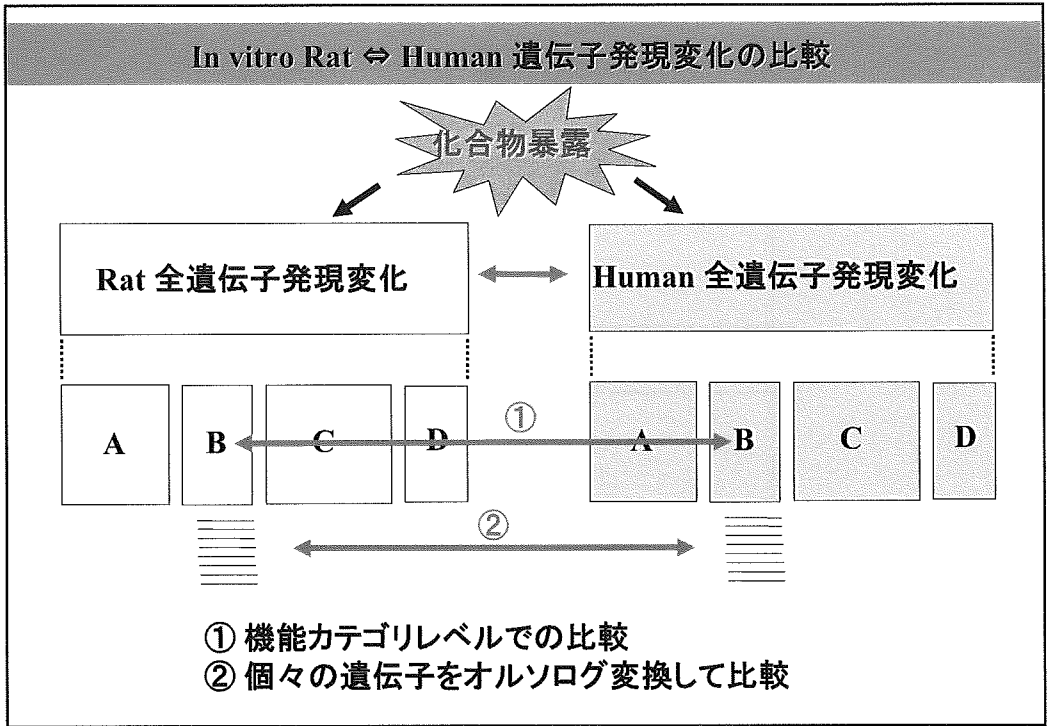 In vitro Rat ⇔ Human 遺伝子発現変化の比較
化合物暴露
Rat 全遺伝子発現変化
Human 全遺伝子発現変化
A B C D A B C D
①
②
① 機能カテゴリレベルでの比較
② 個々の遺伝子をオルソログ変換して比較